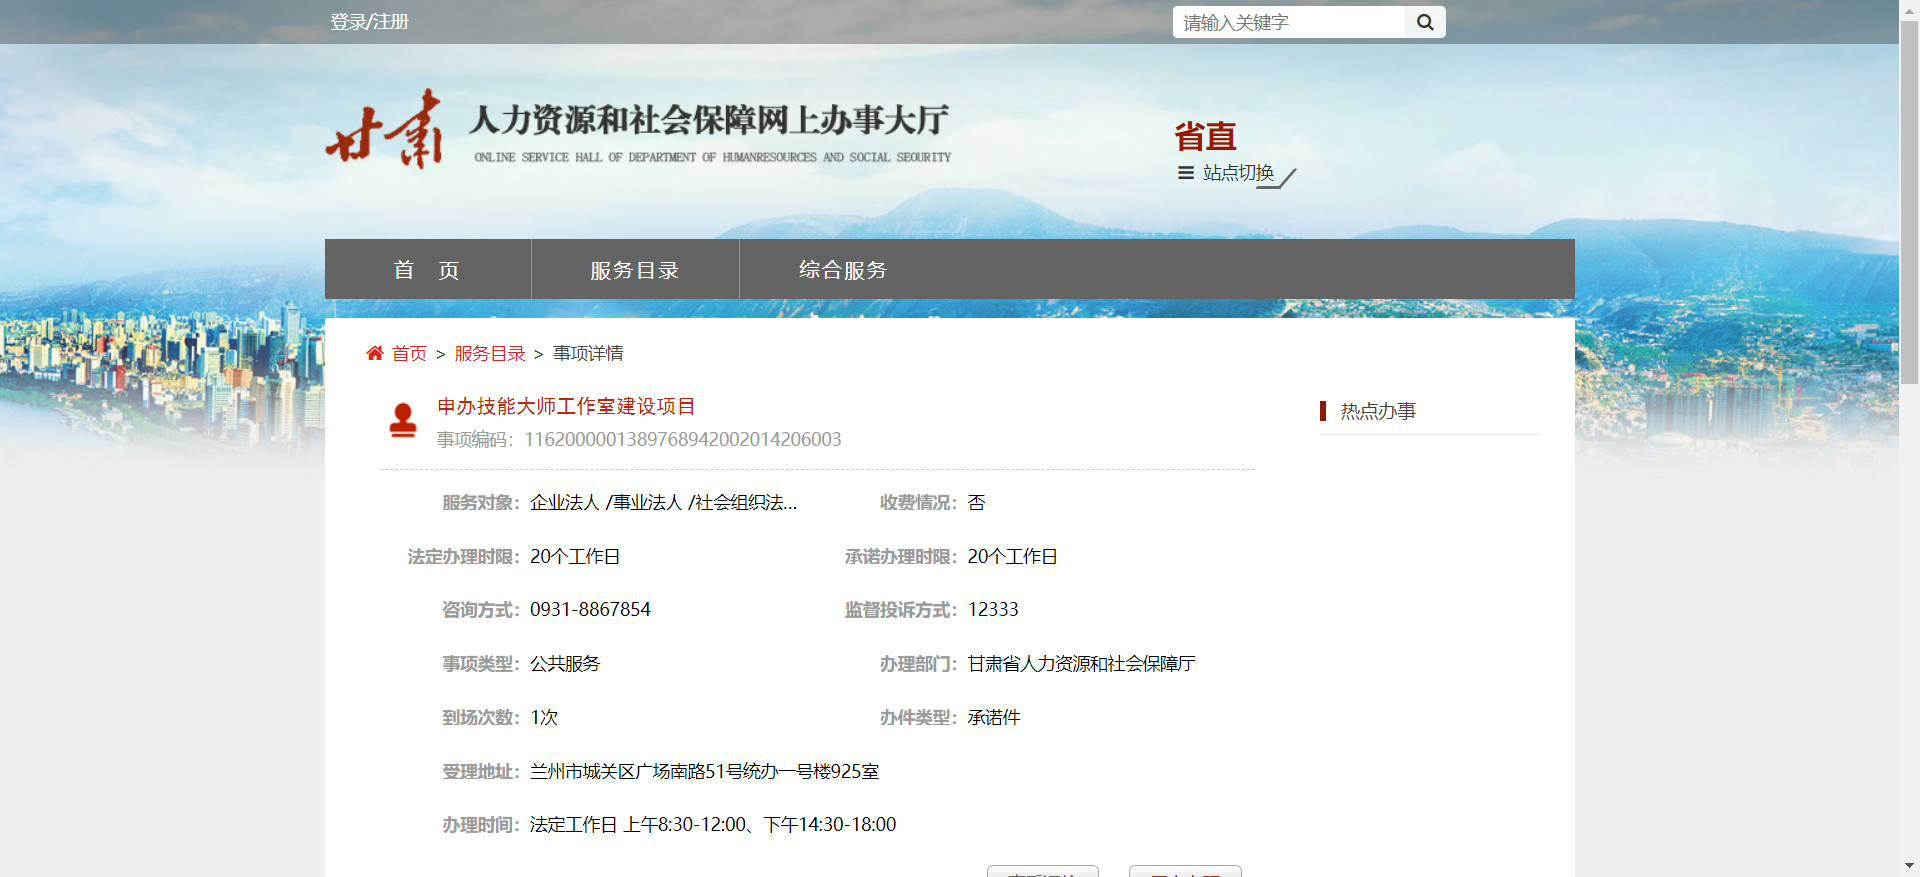 登录/注册
请输入关键字
甘肃
人力资源和社会保障网上办事大厅
ONLINE SERVICE HALL OF DEPARTMENT OF HUMANRESOURCES AND SOCIAL SEOURITY
省直
站点切换
首 页
服务目录
综合服务
首页 > 服务目录 > 事项详情
申办技能大师工作室建设项目
事项编码：1162000001389768942002014206003
热点办事
服务对象：企业法人 /事业法人 /社会组织法...
收费情况：否
法定办理时限：20个工作日
承诺办理时限：20个工作日
咨询方式：0931-8867854
监督投诉方式：12333
事项类型：公共服务
办理部门：甘肃省人力资源和社会保障厅
到场次数：1次
办件类型：承诺件
受理地址：兰州市城关区广场南路51号统办一号楼925室
办理时间：法定工作日 上午8:30-12:00、下午14:30-18:00